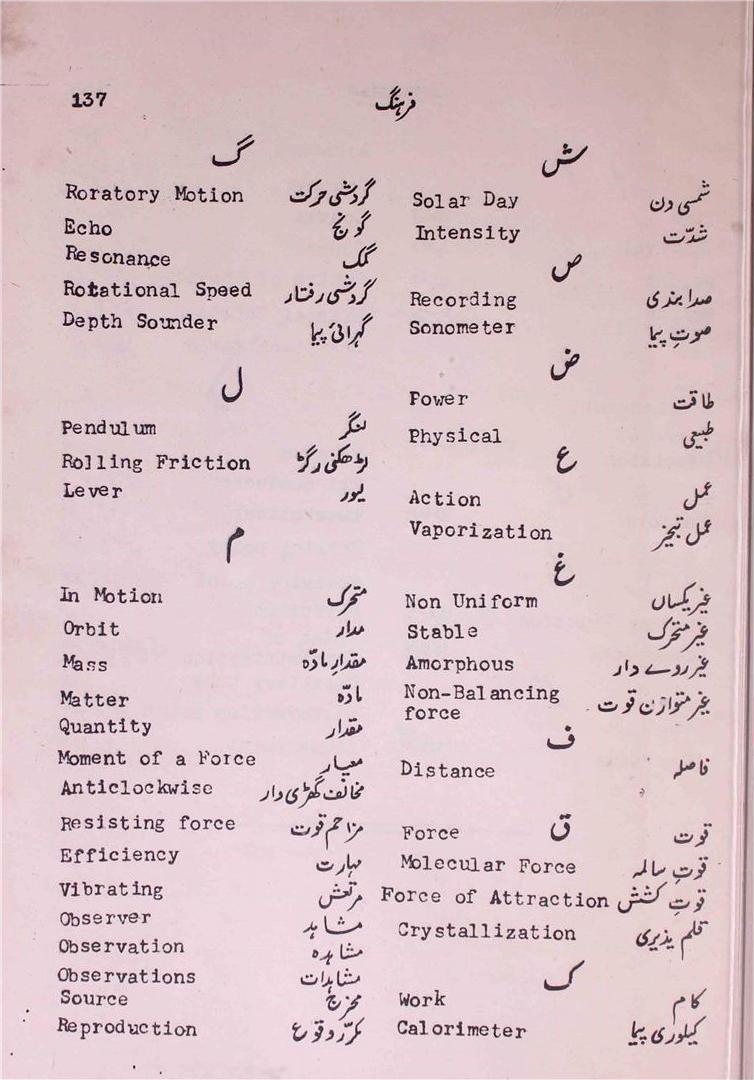 137 فرہنگ
ش
Solar Day شمسی دن
Intensity شدّت
ص
Recording صدا بندی
Sonometer صوت پیما
ض
Power طاقت
Physical طبیعی
ع
Action عمل
Vaporization عمل تبخیر
غ
Non Uniform غیر یکساں
Stable غیر متحرک
Amorphous غیر روے دار
Non-Balancing غیر متوازن قوت
force
ف
Distance فاصلہ
ق
Force قوت
Molecular Force قوتِ سالمہ
Force of Attraction قوتِ کشش
Crystallization قلم پذیری
ک
Work کام
Calorimeter کیلوری پیما
گ
Roratory Motion گردشی حرکت
Echo گونج
Resonance گمک
Rotational Speed گردشی رفتار
Depth Sounder گہرائی پیما
ل
Pendulum لنگر
Rolling Friction لڑھکنی رگڑ
Lever لیور
م
In Motion متحرک
Orbit مدار
Mass مقدارِ مادّہ
Matter مادّہ
Quantity مقدار
Moment of a Force معیار
Anticlockwise مخالف گھڑی دار
Resisting force مزاحم قوت
Efficiency مہارت
Vibrating مرتعش
Observer مشاہد
Observation مشاہدہ
Observations مشاہدات
Source مخرج
Reproduction مکرّر وقوع